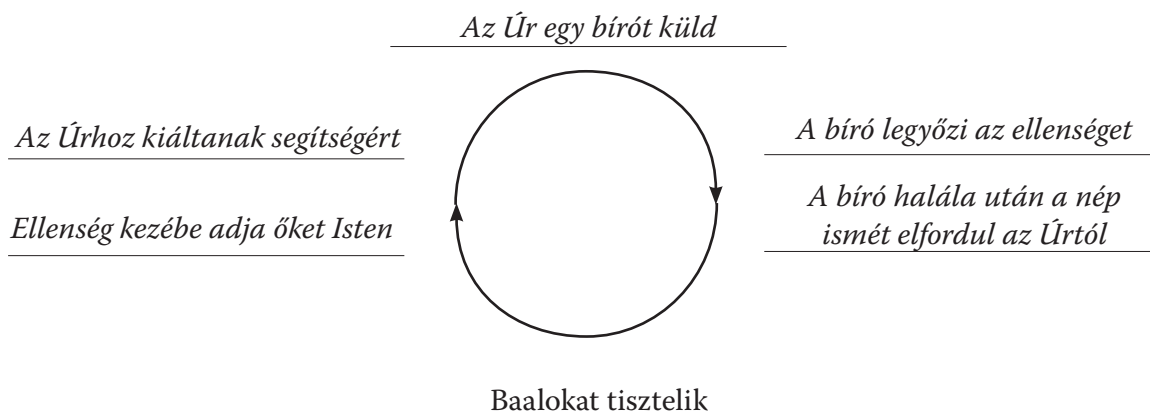 Az Úr egy bírót küld
Az Úrhoz kiáltanak segítségért
A bíró legyőzi az ellenséget
Ellenség kezébe adja őket Isten
A bíró halála után a nép
ismét elfordul az Úrtól
Baalokat tisztelik